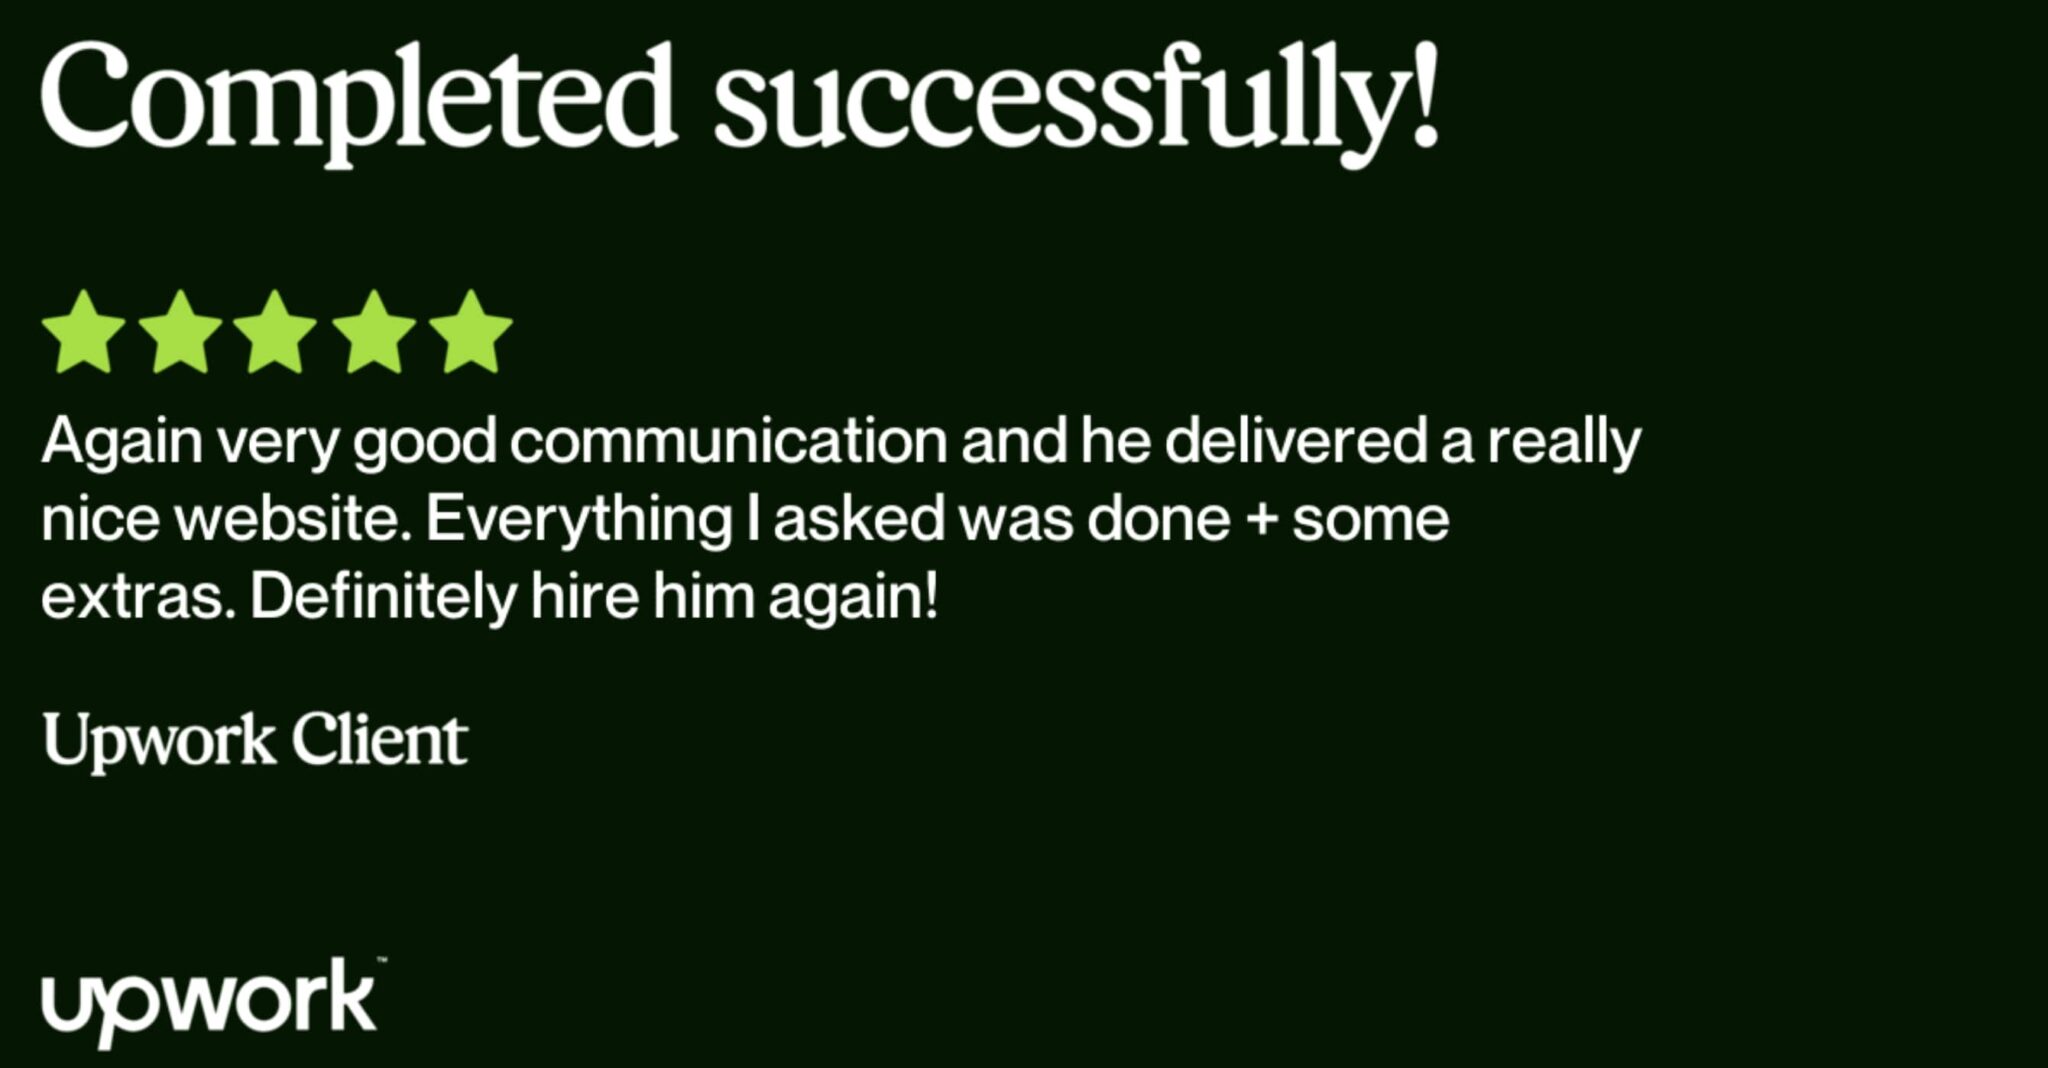 Completed successfully!
Again very good communication and he delivered a really
nice website. Everything I asked was done + some
extras. Definitely hire him again!
Upwork Client
upwork™